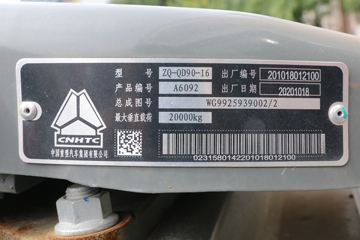 型 号 ZQ-QD90-16 出厂编号 201018012100
产品编号 A6092 出厂日期 20201018
总成图号 WG9925939002/2
最大垂直载荷 20000kg
CNHTC
中国重型汽车集团有限公司
0231580142201018012100